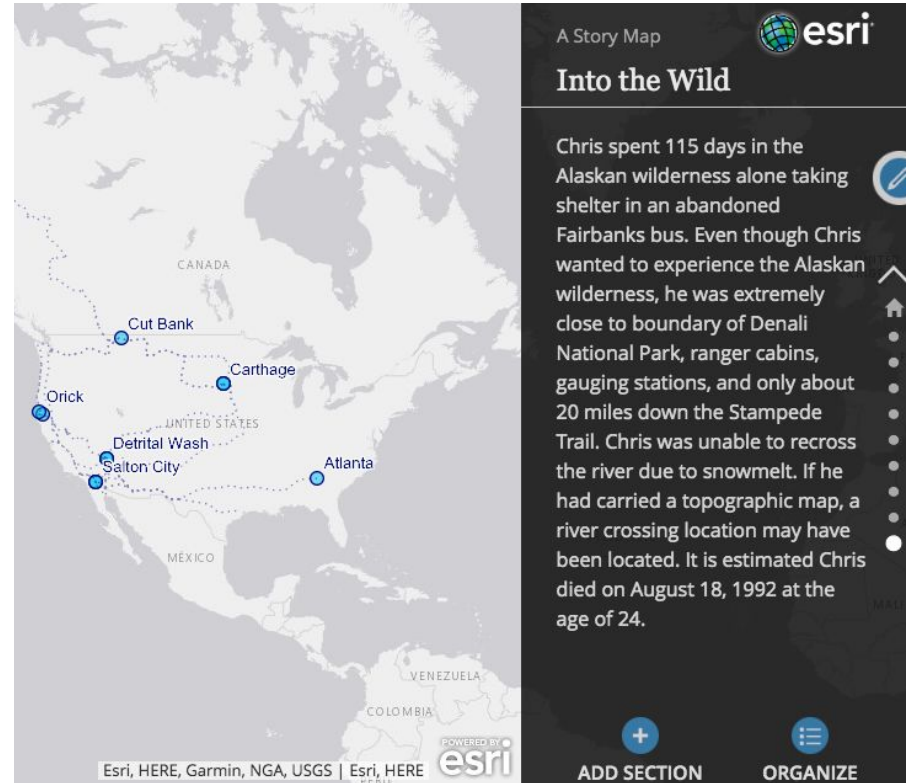 CANADA
Cut Bank
Carthage
Orick
UNITED STATES
Detrital Wash
Salton City
Atlanta
MÉXICO
VENEZUELA
COLOMBIA
POWERED BY
esri
Esri, HERE, Garmin, NGA, USGS | Esri, HERE
A Story Map
esri
Into the Wild
Chris spent 115 days in the
Alaskan wilderness alone taking
shelter in an abandoned
Fairbanks bus. Even though Chris
wanted to experience the Alaskan
wilderness, he was extremely
close to boundary of Denali
National Park, ranger cabins,
gauging stations, and only about
20 miles down the Stampede
Trail. Chris was unable to recross
the river due to snowmelt. If he
had carried a topographic map, a
river crossing location may have
been located. It is estimated Chris
died on August 18, 1992 at the
age of 24.
ADD SECTION
ORGANIZE